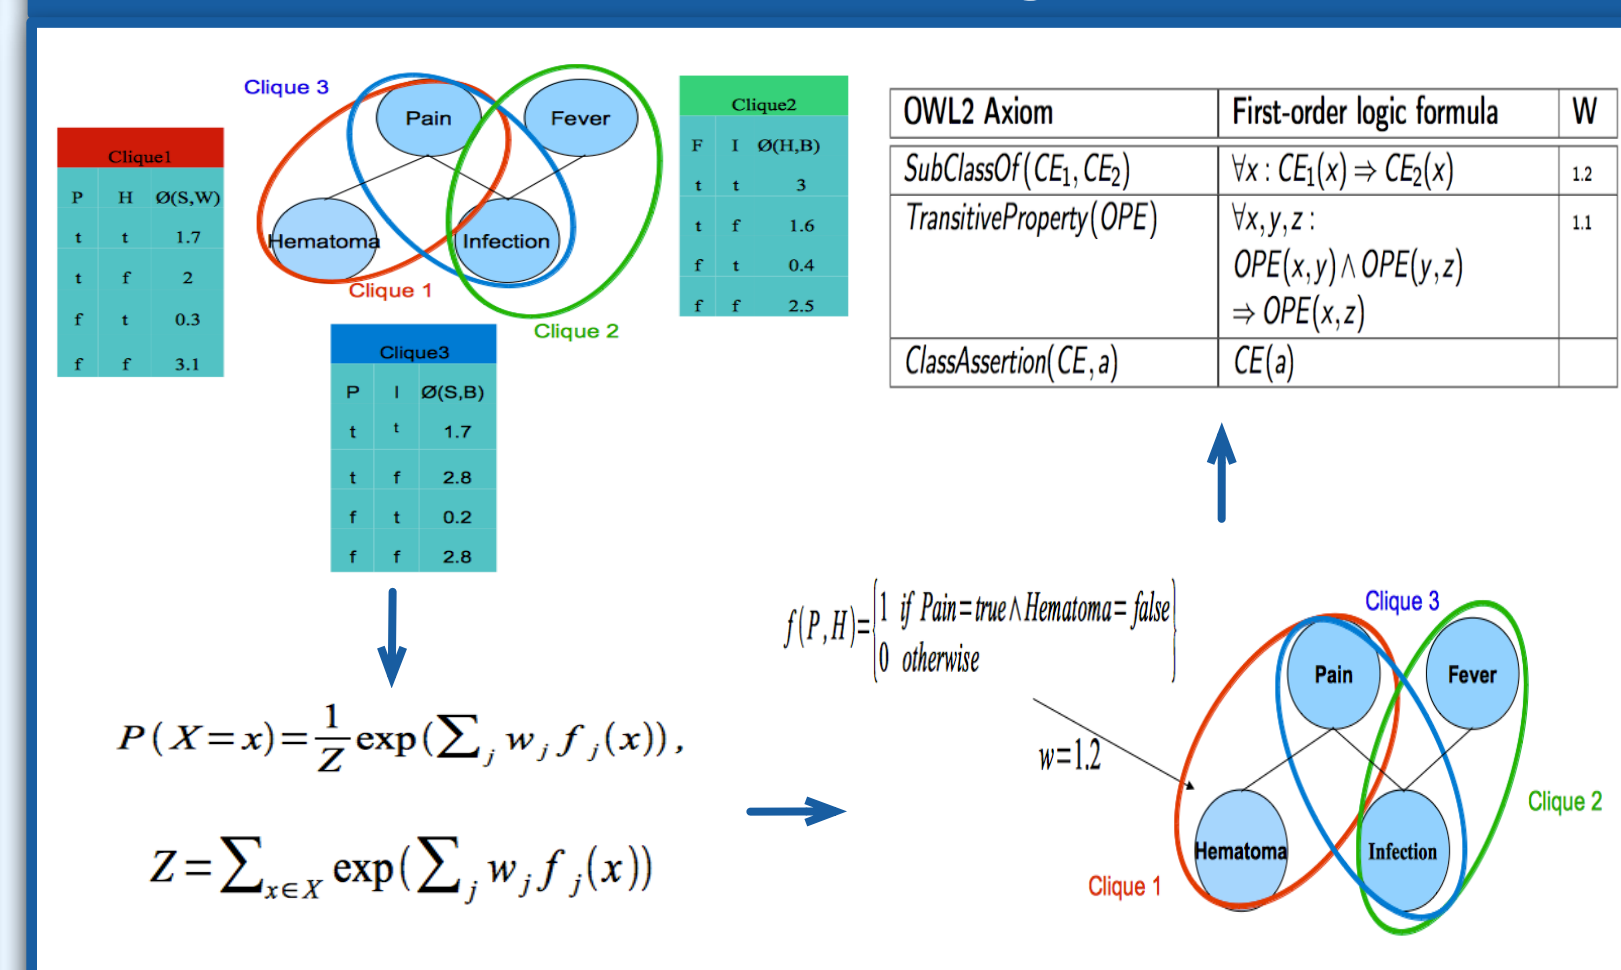 Clique 3
Pain
Fever
Hematoma
Infection
Clique 1
Clique 2
Clique1
P H Ø(S,W)
t t 1.7
t f 2
f t 0.3
f f 3.1
Clique2
F I Ø(H,B)
t t 3
t f 1.6
f t 0.4
f f 2.5
Clique3
P I Ø(S,B)
t t 1.7
t f 2.8
f t 0.2
f f 2.8
OWL2 Axiom First-order logic formula W
SubClassOf(CE₁,CE₂) ∀x : CE₁(x) ⇒ CE₂(x) 1.2
TransitiveProperty(OPE) ∀x,y,z : 1.1
OPE(x,y)∧OPE(y,z)
⇒ OPE(x,z)
ClassAssertion(CE,a) CE(a)
P(X=x)=1/Z exp(∑ⱼ wⱼ fⱼ(x)),
Z=∑x∈X exp(∑ⱼ wⱼ fⱼ(x))
f(P,H)={1 if Pain=true∧Hematoma=false
0 otherwise}
w=1.2
Clique 3
Pain
Fever
Clique 2
Hematoma
Infection
Clique 1